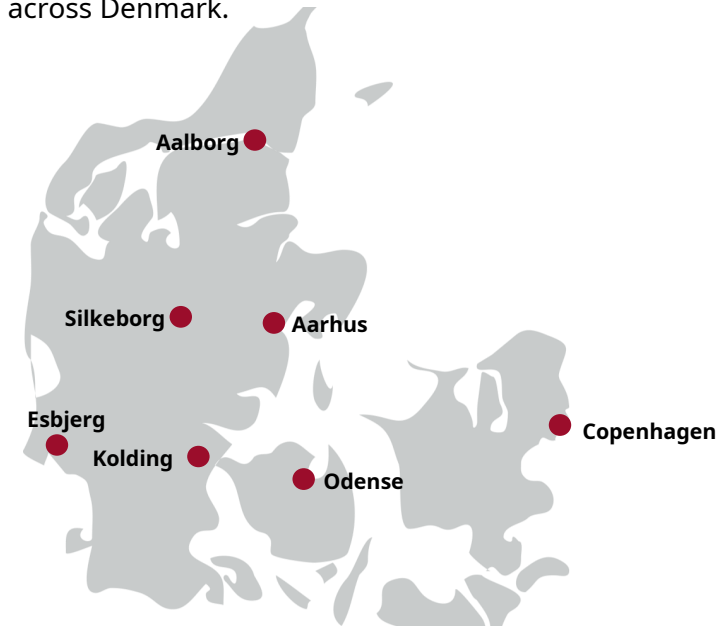 across Denmark.
Aalborg
Silkeborg
Aarhus
Esbjerg
Copenhagen
Kolding
Odense